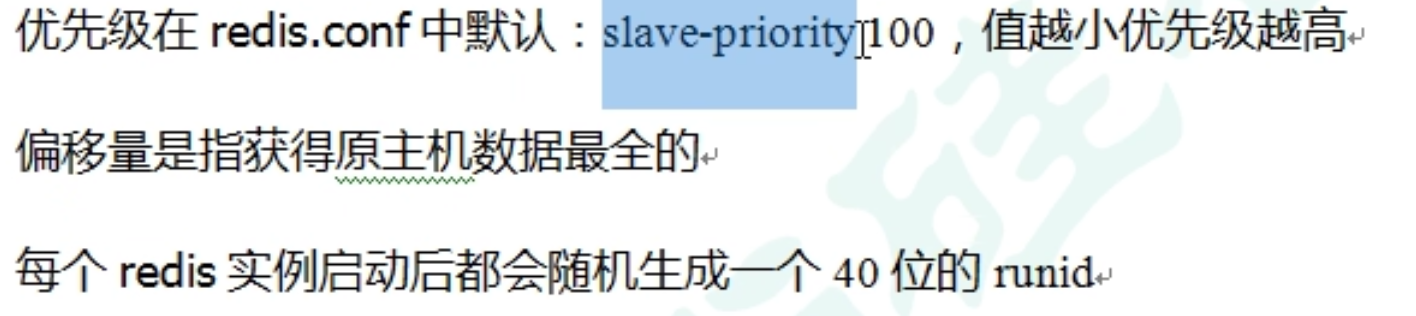 优先级在 redis.conf 中默认：slave-priority 100，值越小优先级越高
偏移量是指获得原主机数据最全的
每个 redis 实例启动后都会随机生成一个 40 位的 runid